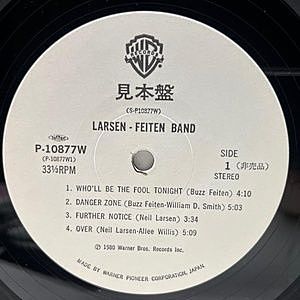 WB
RECORDS
見本盤
(S-P10877W)
LARSEN - FEITEN BAND
P-10877W
(P-10877W1)
33⅓RPM
SIDE
1 (非売品)
STEREO
1. WHO'LL BE THE FOOL TONIGHT (Buzz Feiten) 4:10
2. DANGER ZONE (Buzz Feiten-William D. Smith) 5:03
3. FURTHER NOTICE (Neil Larsen) 3:34
4. OVER (Neil Larsen-Allee Willis) 5:09
Ⓟ 1980 Warner Bros. Records Inc.
MADE BY WARNER-PIONEER CORPORATION, JAPAN